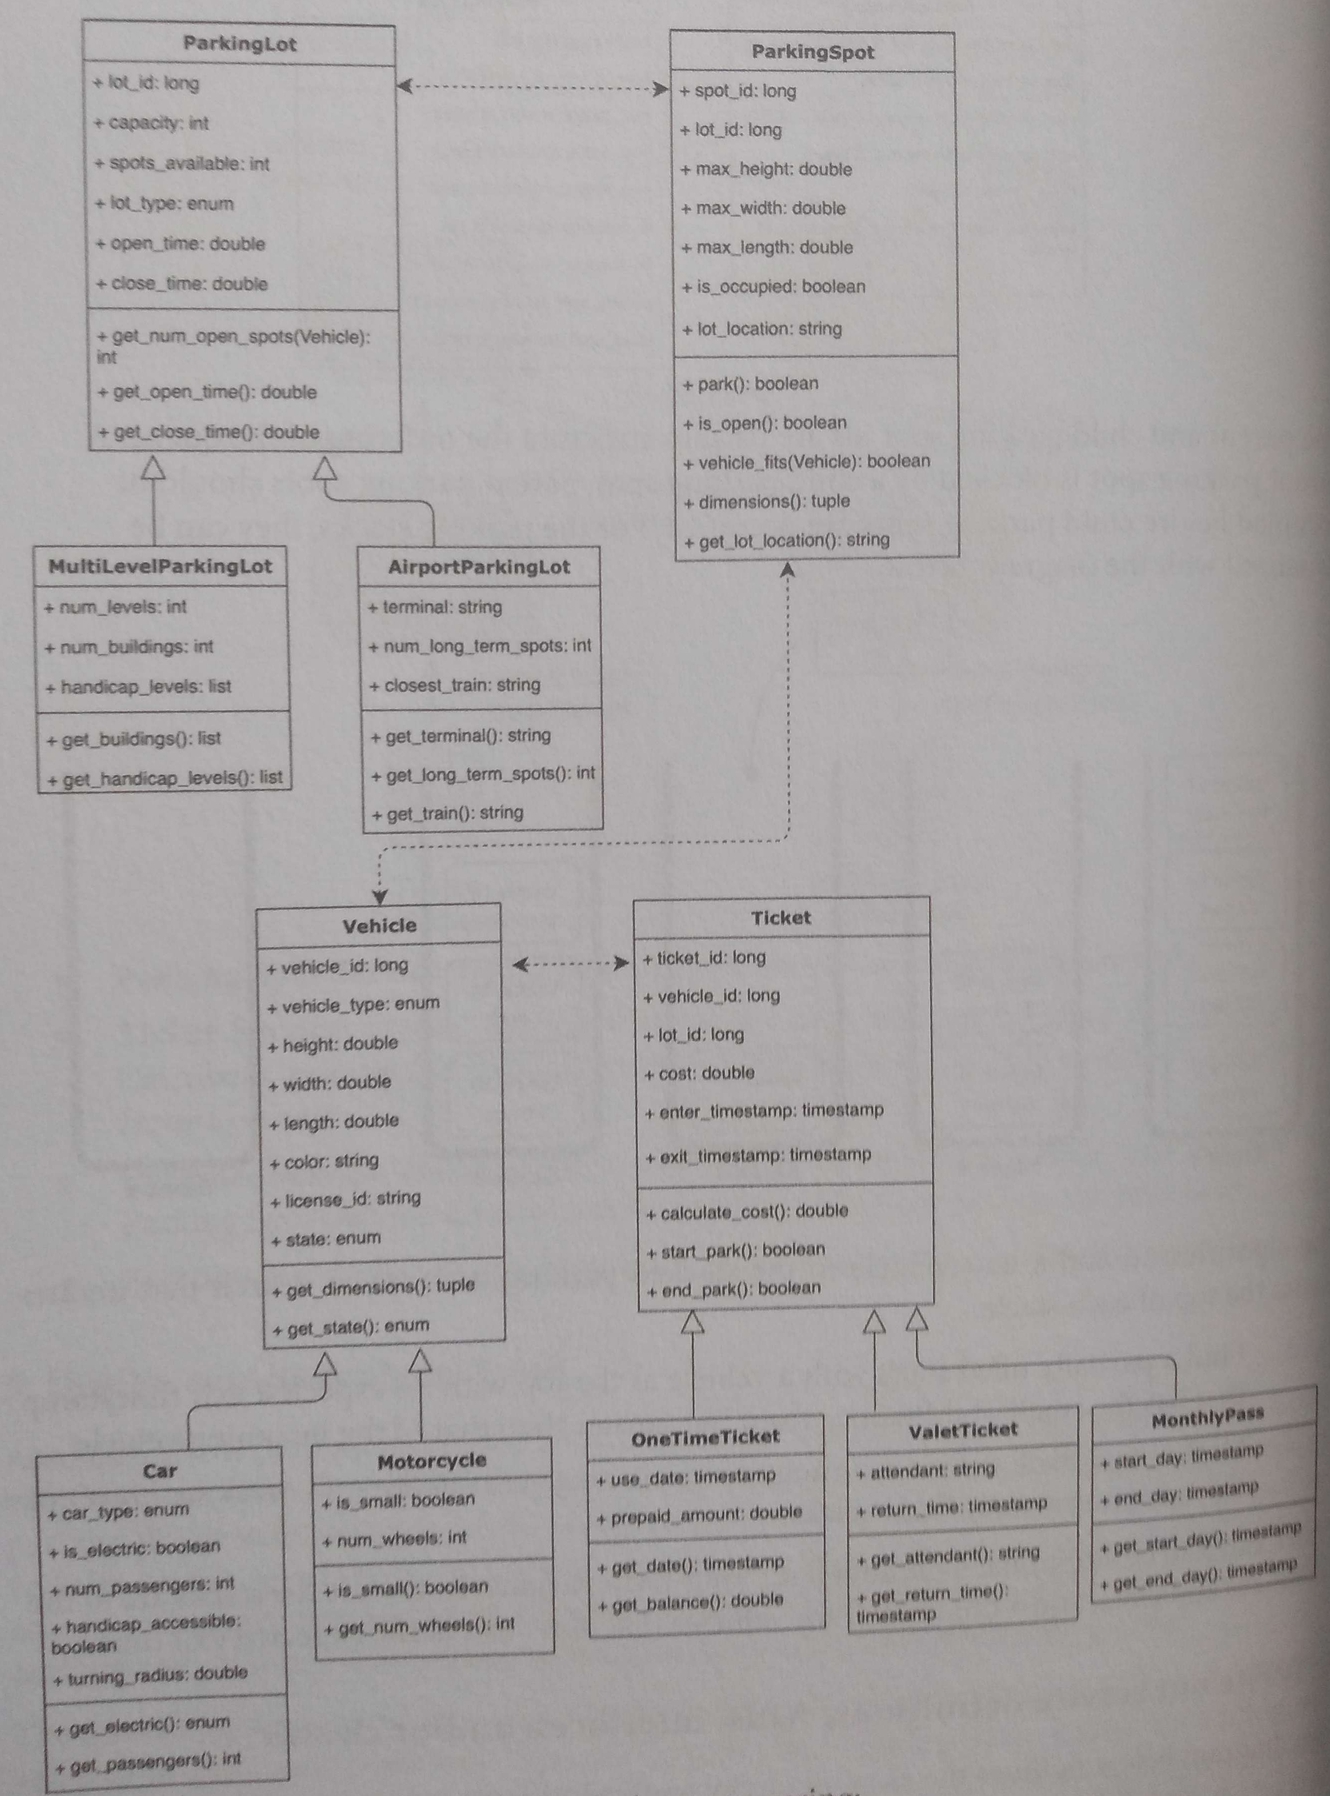 ParkingLot
+ lot_id: long
+ capacity: int
+ spots_available: int
+ lot_type: enum
+ open_time: double
+ close_time: double
+ get_num_open_spots(Vehicle):
int
+ get_open_time(): double
+ get_close_time(): double
ParkingSpot
+ spot_id: long
+ lot_id: long
+ max_height: double
+ max_width: double
+ max_length: double
+ is_occupied: boolean
+ lot_location: string
+ park(): boolean
+ is_open(): boolean
+ vehicle_fits(Vehicle): boolean
+ dimensions(): tuple
+ get_lot_location(): string
MultiLevelParkingLot
+ num_levels: int
+ num_buildings: int
+ handicap_levels: list
+ get_buildings(): list
+ get_handicap_levels(): list
AirportParkingLot
+ terminal: string
+ num_long_term_spots: int
+ closest_train: string
+ get_terminal(): string
+ get_long_term_spots(): int
+ get_train(): string
Vehicle
+ vehicle_id: long
+ vehicle_type: enum
+ height: double
+ width: double
+ length: double
+ color: string
+ license_id: string
+ state: enum
+ get_dimensions(): tuple
+ get_state(): enum
Ticket
+ ticket_id: long
+ vehicle_id: long
+ lot_id: long
+ cost: double
+ enter_timestamp: timestamp
+ exit_timestamp: timestamp
+ calculate_cost(): double
+ start_park(): boolean
+ end_park(): boolean
Car
+ car_type: enum
+ is_electric: boolean
+ num_passengers: int
+ handicap_accessible:
boolean
+ turning_radius: double
+ get_electric(): enum
+ get_passengers(): int
Motorcycle
+ is_small: boolean
+ num_wheels: int
+ is_small(): boolean
+ get_num_wheels(): int
OneTimeTicket
+ use_date: timestamp
+ prepaid_amount: double
+ get_date(): timestamp
+ get_balance(): double
ValetTicket
+ attendant: string
+ return_time: timestamp
+ get_attendant(): string
+ get_return_time():
timestamp
MonthlyPass
+ start_day: timestamp
+ end_day: timestamp
+ get_start_day(): timestamp
+ get_end_day(): timestamp